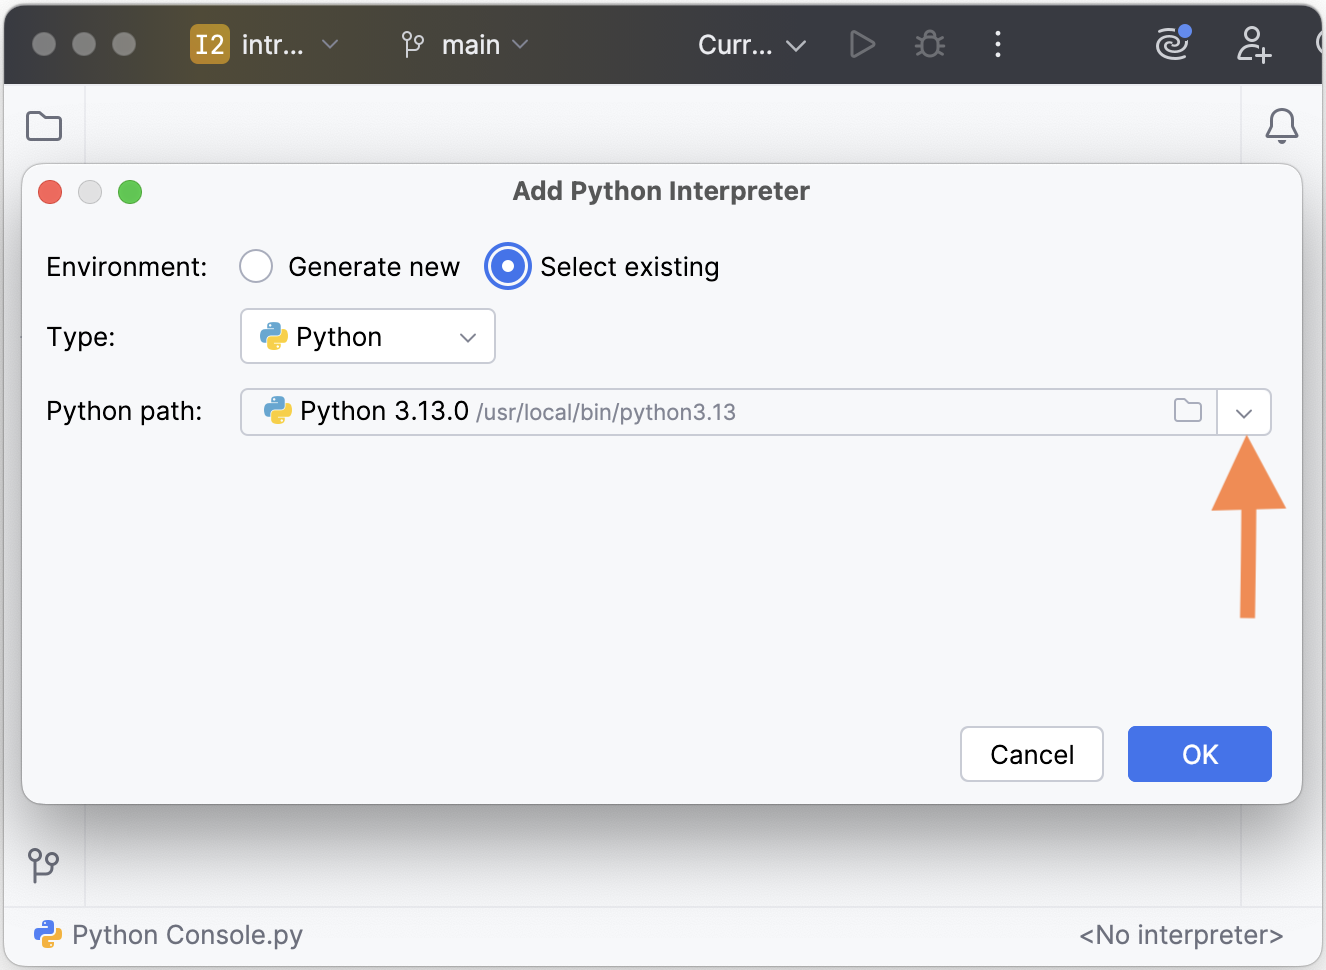 I2 intr... main Curr...
Add Python Interpreter
Environment: Generate new Select existing
Type: Python
Python path: Python 3.13.0 /usr/local/bin/python3.13
Cancel OK
Python Console.py <No interpreter>